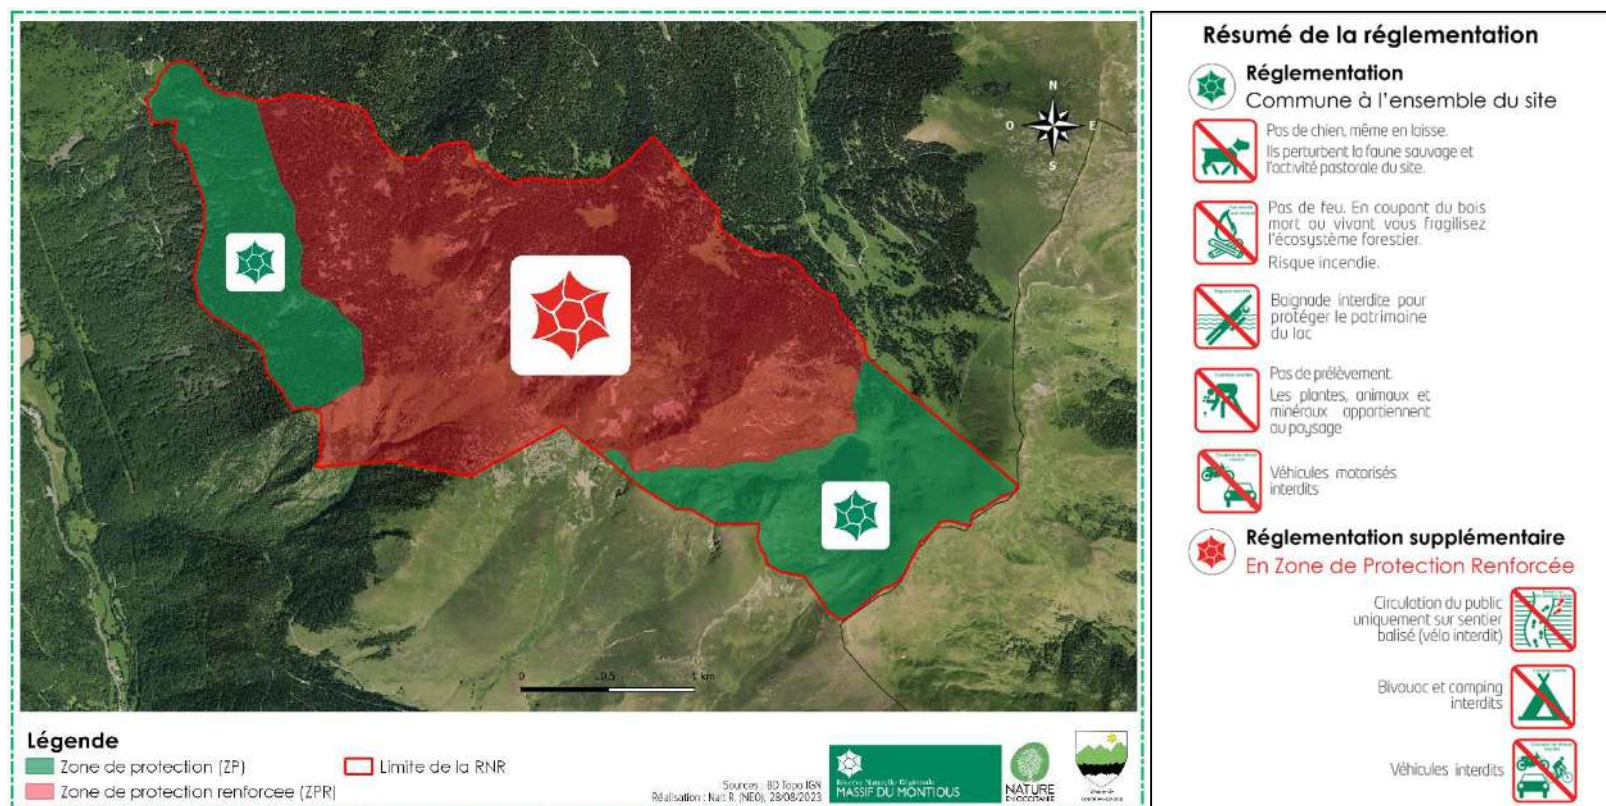 N
O
E
S
0
0.5
1 km
Légende
Zone de protection (ZP)
Zone de protection renforcée (ZPR)
Limite de la RNR
Sources : BD Topo IGN
Réalisation : Nait R. (NEO), 28/08/2023
Réserve Naturelle Régionale
MASSIF DU MONTIOUS
NATURE
EN OCCITANIE
Résumé de la réglementation
Réglementation
Commune à l'ensemble du site
Pas de chien, même en laisse.
Ils perturbent la faune sauvage et
l'activité pastorale du site.
Pas de feu. En coupant du bois
mort ou vivant vous fragilisez
l'écosystème forestier.
Risque incendie.
Baignade interdite pour
protéger le patrimoine
du lac
Pas de prélèvement.
Les plantes, animaux et
minéraux appartiennent
au paysage
Véhicules motorisés
interdits
Réglementation supplémentaire
En Zone de Protection Renforcée
Circulation du public
uniquement sur sentier
balisé (vélo interdit)
Bivouac et camping
interdits
Véhicules interdits